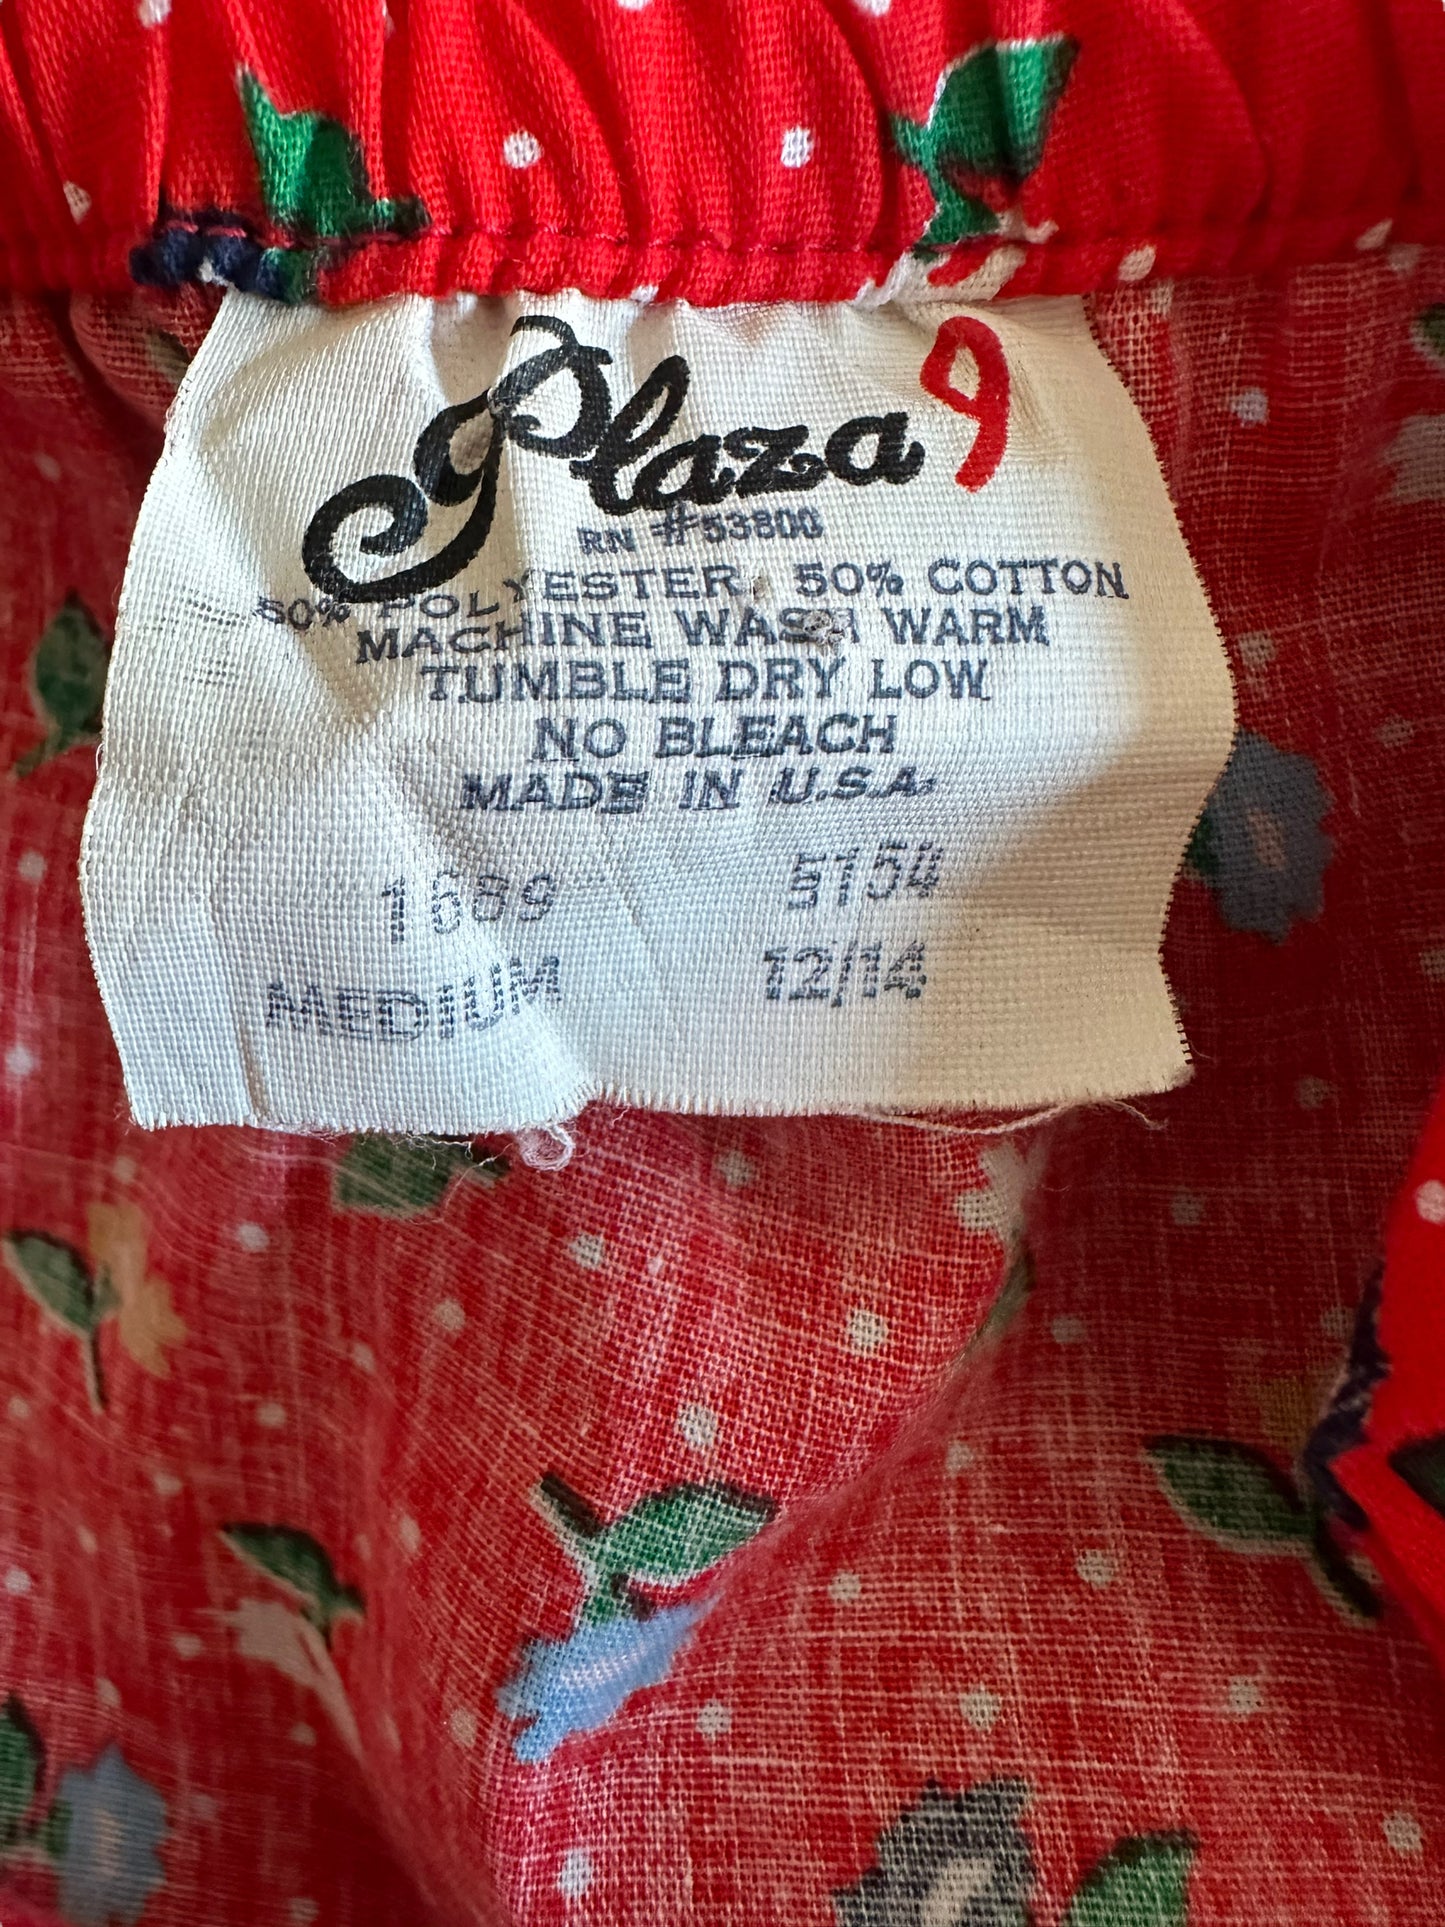 Plaza 9
RN #53800
50% POLYESTER, 50% COTTON
MACHINE WASH WARM
TUMBLE DRY LOW
NO BLEACH
MADE IN U.S.A.
1689 5154
MEDIUM 12/14